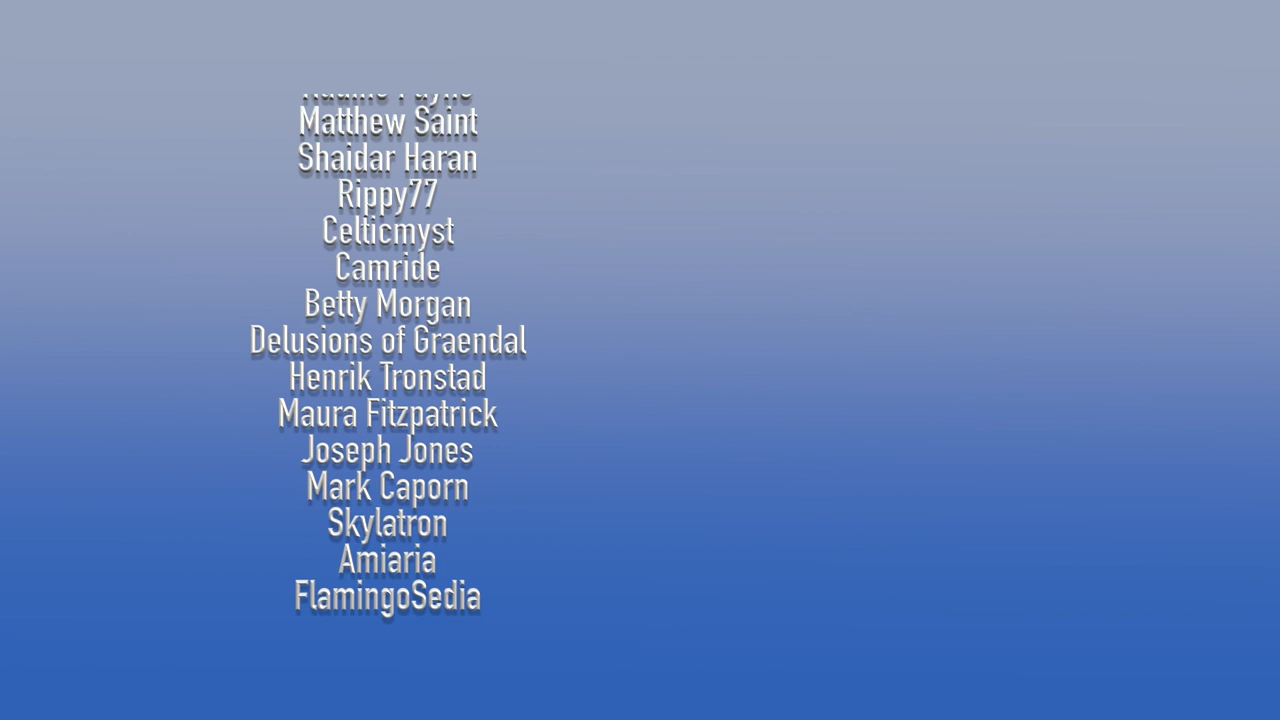 Matthew Saint
Shaidar Haran
Rippy77
Celticmyst
Camride
Betty Morgan
Delusions of Graendal
Henrik Tronstad
Maura Fitzpatrick
Joseph Jones
Mark Caporn
Skylatron
Amiaria
FlamingoSedia